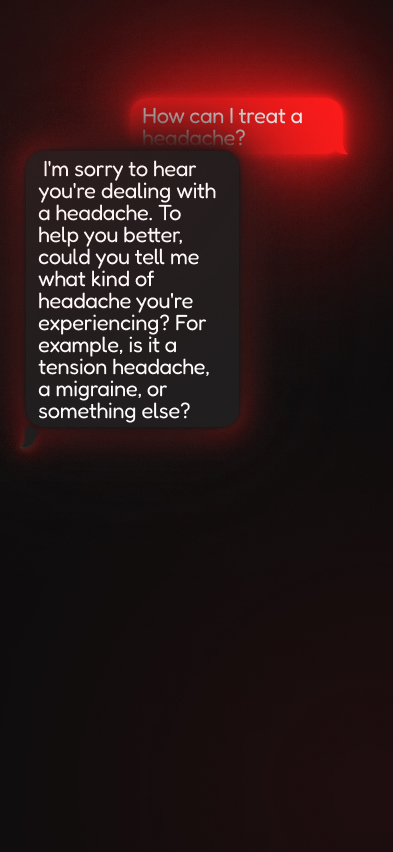 How can I treat a
headache?
I'm sorry to hear
you're dealing with
a headache. To
help you better,
could you tell me
what kind of
headache you're
experiencing? For
example, is it a
tension headache,
a migraine, or
something else?